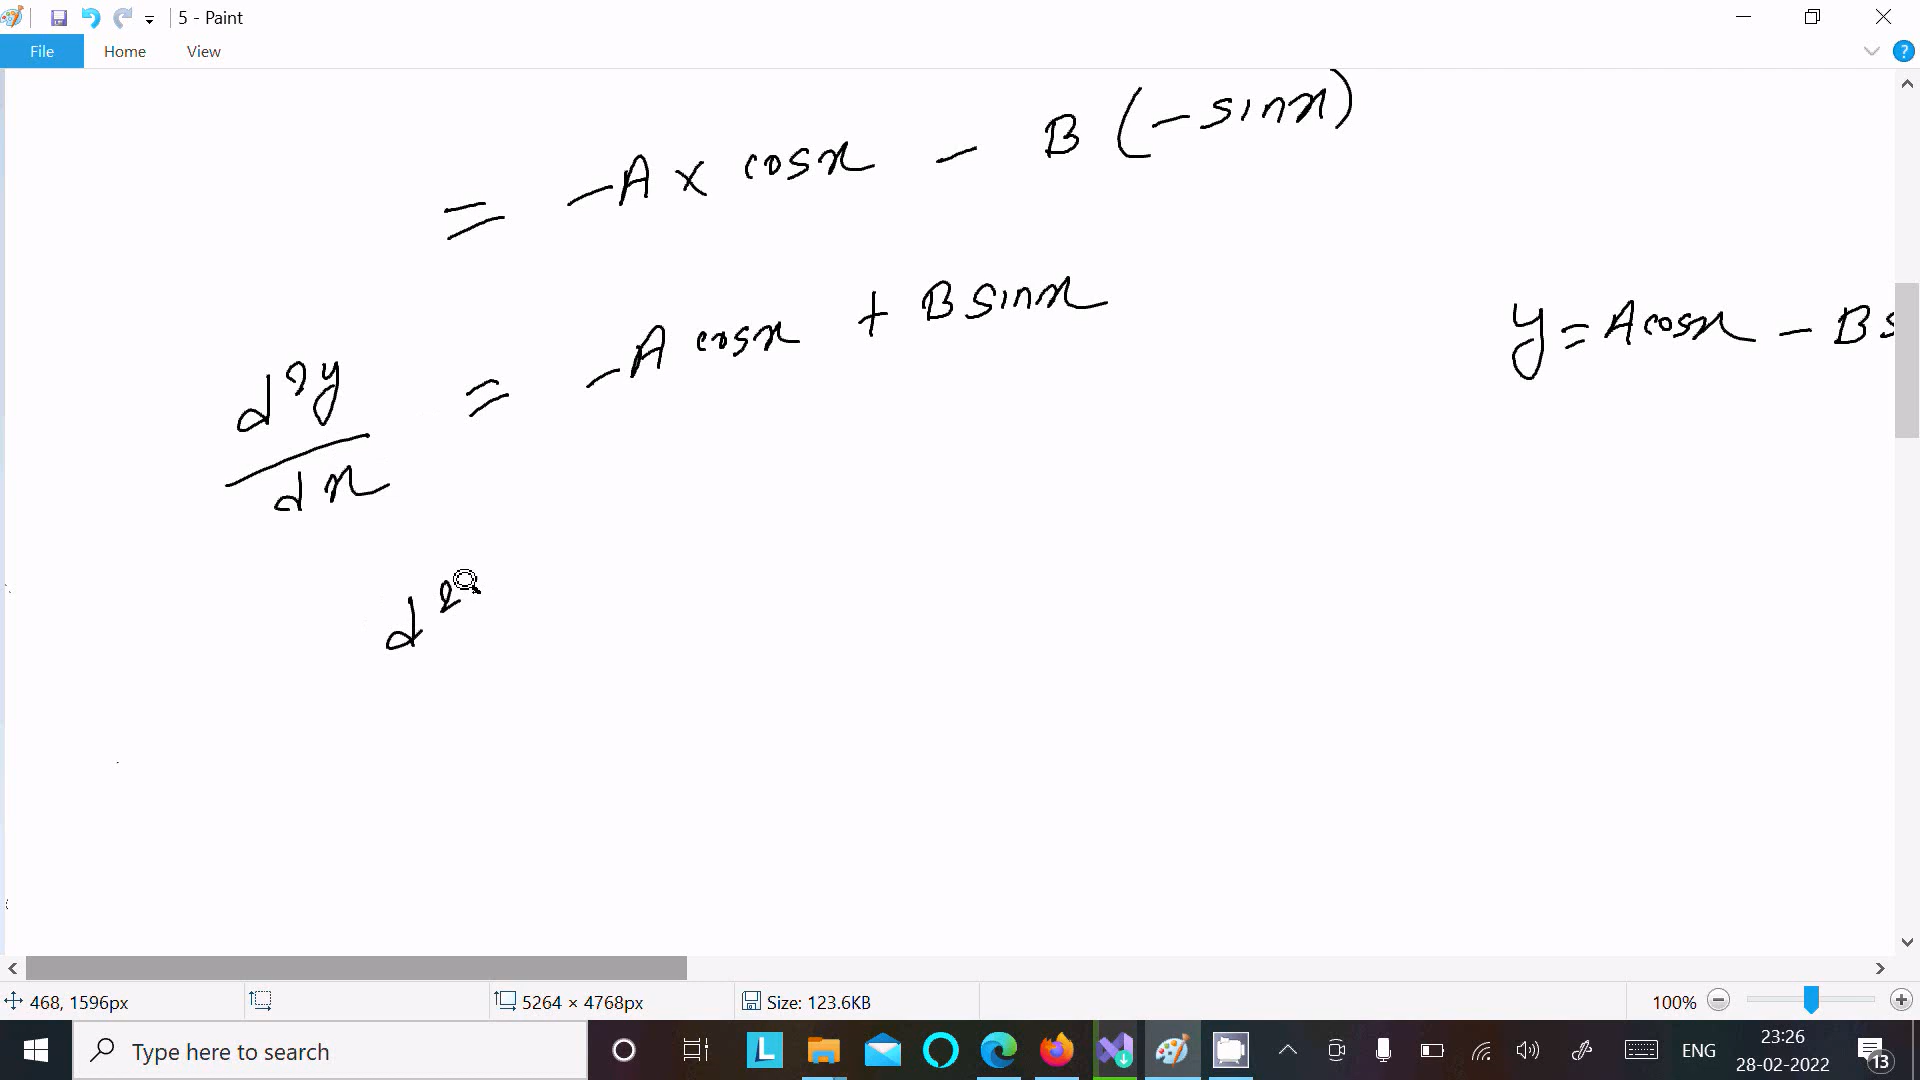 5 - Paint
File Home View
= -A × cosx - B (-sinx)
= -A cosx + B sinx
y = A cosx - B s
d²y
dx
d²
468, 1596px 5264 × 4768px Size: 123.6KB 100%
Type here to search
ENG
23:26
28-02-2022
13